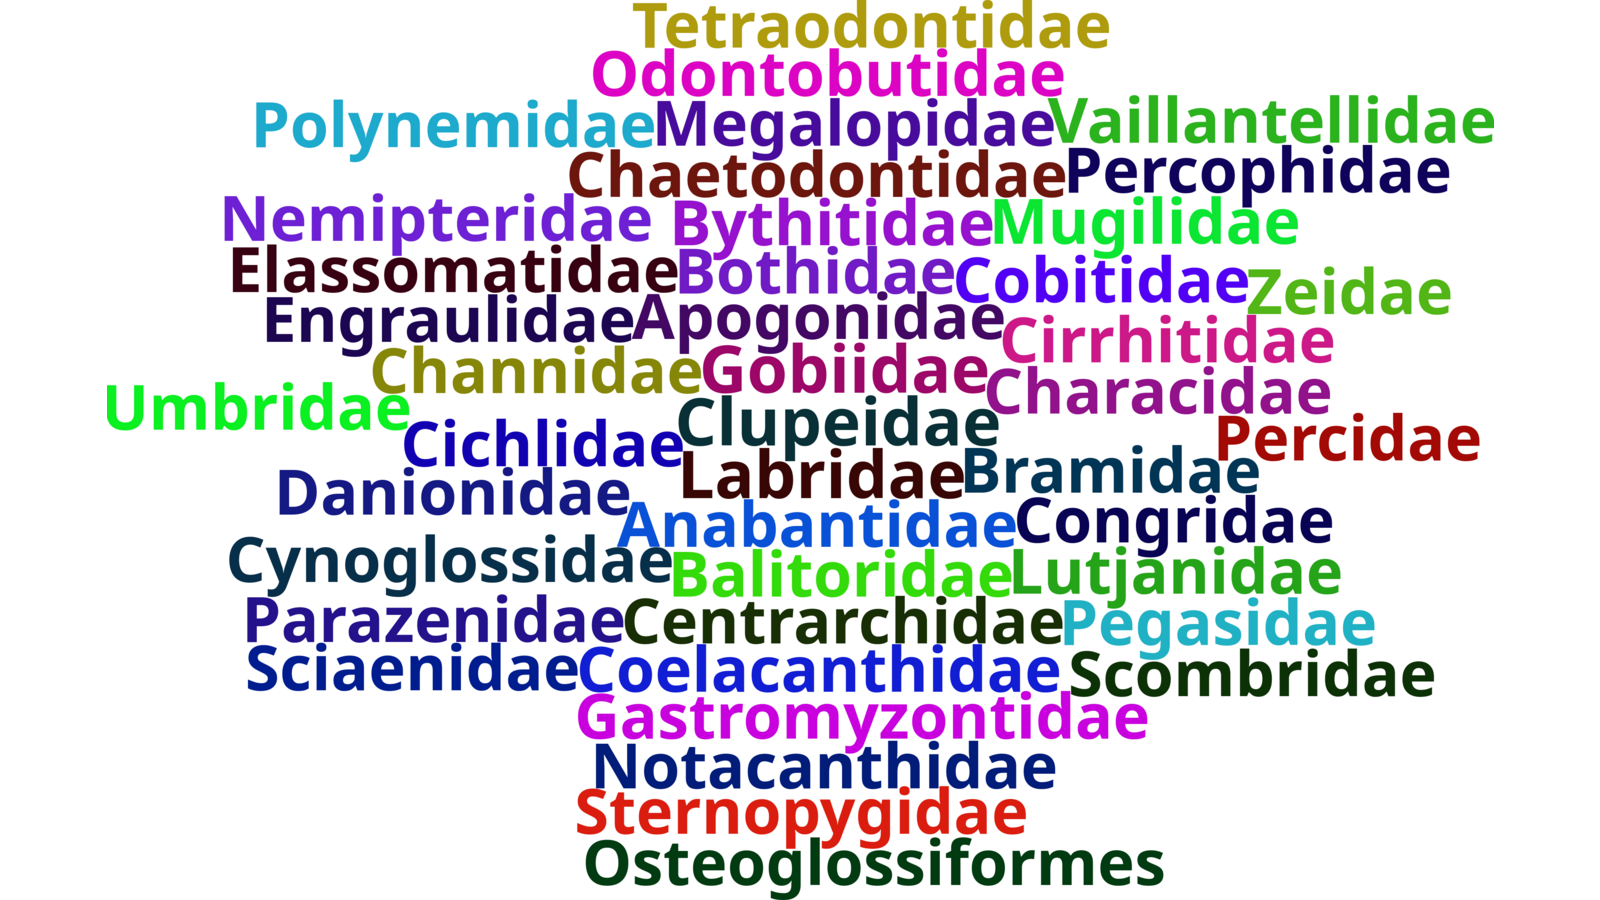 Tetraodontidae
Odontobutidae
Polynemidae Megalopidae Vaillantellidae
Chaetodontidae Percophidae
Nemipteridae Bythitidae Mugilidae
Elassomatidae Bothidae Cobitidae Zeidae
Engraulidae Apogonidae Cirrhitidae
Channidae Gobiidae Characidae
Umbridae Clupeidae Percidae
Cichlidae Labridae Bramidae
Danionidae Anabantidae Congridae
Cynoglossidae Balitoridae Lutjanidae
Parazenidae Centrarchidae Pegasidae
Sciaenidae Coelacanthidae Scombridae
Gastromyzontidae
Notacanthidae
Sternopygidae
Osteoglossiformes